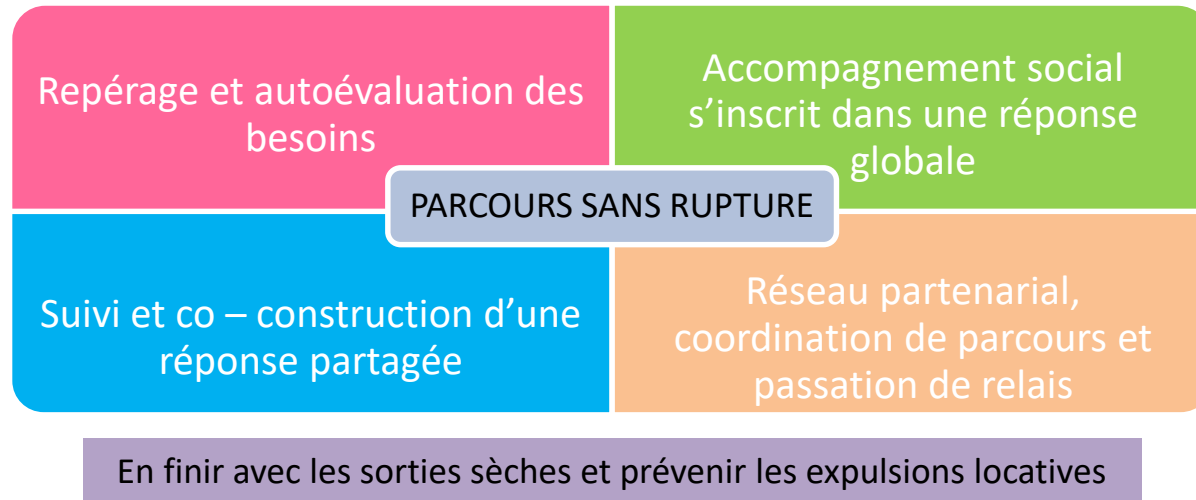 Repérage et autoévaluation des
besoins
Accompagnement social
s’inscrit dans une réponse
globale
PARCOURS SANS RUPTURE
Suivi et co – construction d’une
réponse partagée
Réseau partenarial,
coordination de parcours et
passation de relais
En finir avec les sorties sèches et prévenir les expulsions locatives